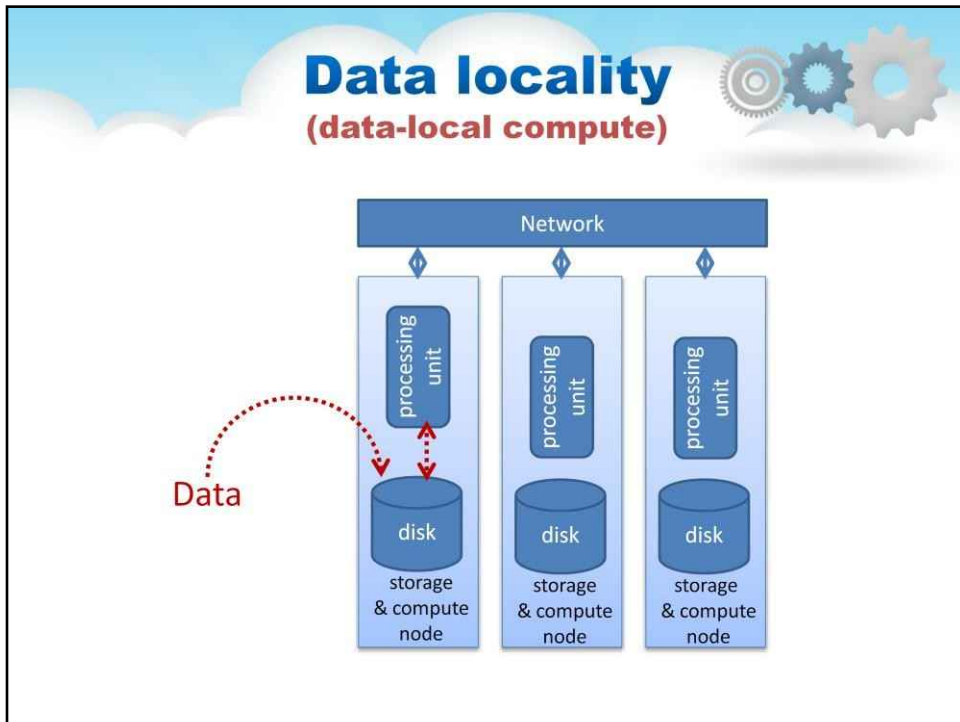 Data locality
(data-local compute)
Network
processing
unit
processing
unit
processing
unit
Data
disk
disk
disk
storage
& compute
node
storage
& compute
node
storage
& compute
node